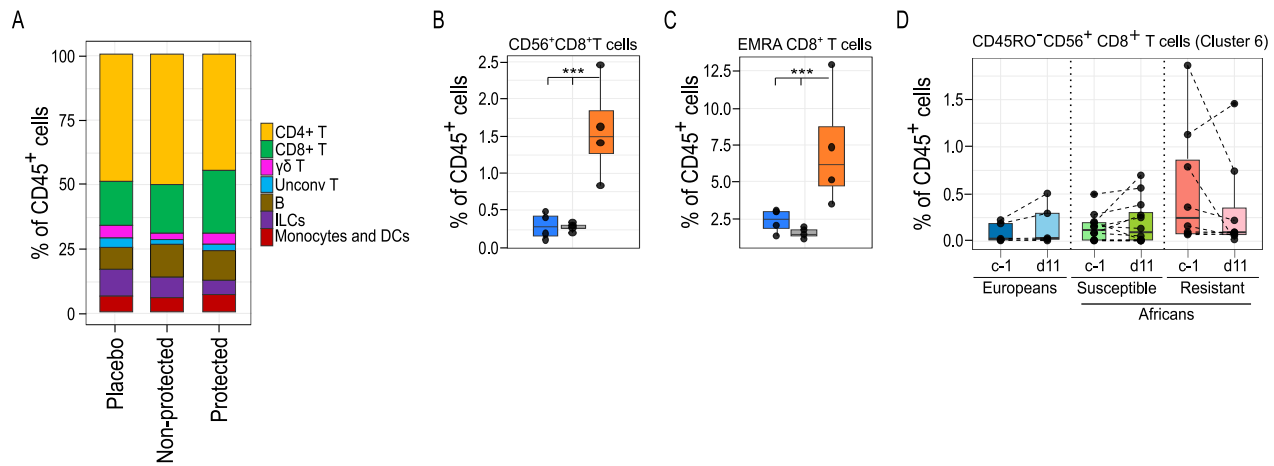 A
% of CD45⁺ cells
100
75
50
25
0
Placebo
Non-protected
Protected
CD4+ T
CD8+ T
γδ T
Unconv T
B
ILCs
Monocytes and DCs
B
CD56⁺CD8⁺T cells
% of CD45⁺ cells
2.5
2.0
1.5
1.0
0.5
0.0
***
C
EMRA CD8⁺ T cells
% of CD45⁺ cells
12.5
10.0
7.5
5.0
2.5
0.0
***
D
CD45RO⁻CD56⁺ CD8⁺ T cells (Cluster 6)
% of CD45⁺ cells
1.5
1.0
0.5
0.0
c-1 d11 c-1 d11 c-1 d11
Europeans Susceptible Resistant
Africans